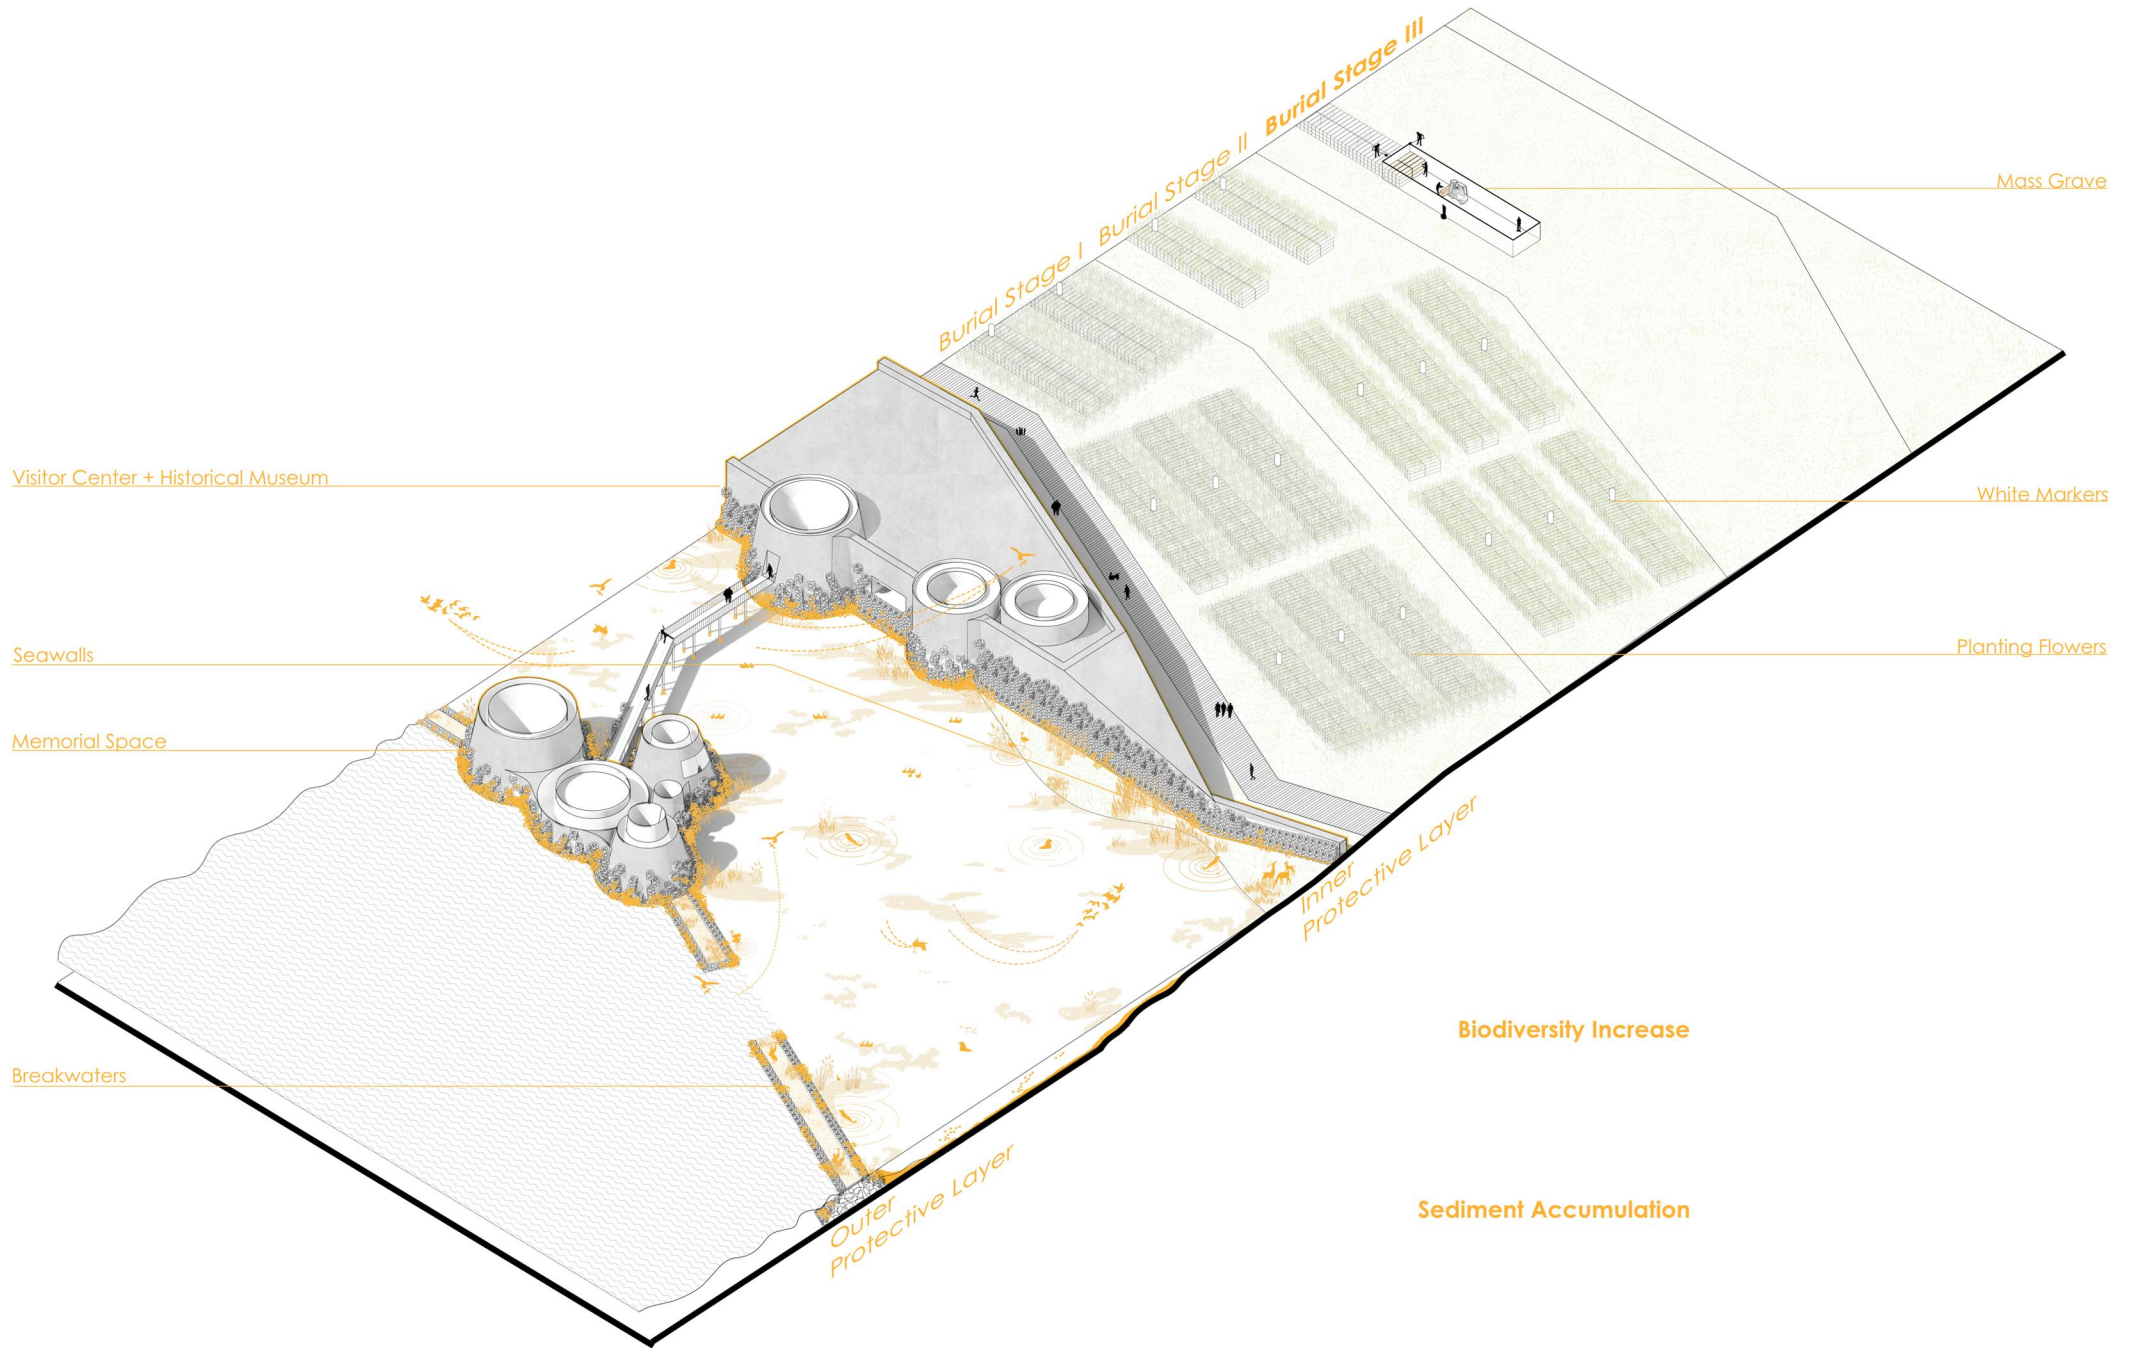 Burial Stage III
Burial Stage II
Burial Stage I
Mass Grave
Visitor Center + Historical Museum
White Markers
Seawalls
Planting Flowers
Memorial Space
Inner
Protective Layer
Biodiversity Increase
Breakwaters
Outer
Protective Layer
Sediment Accumulation